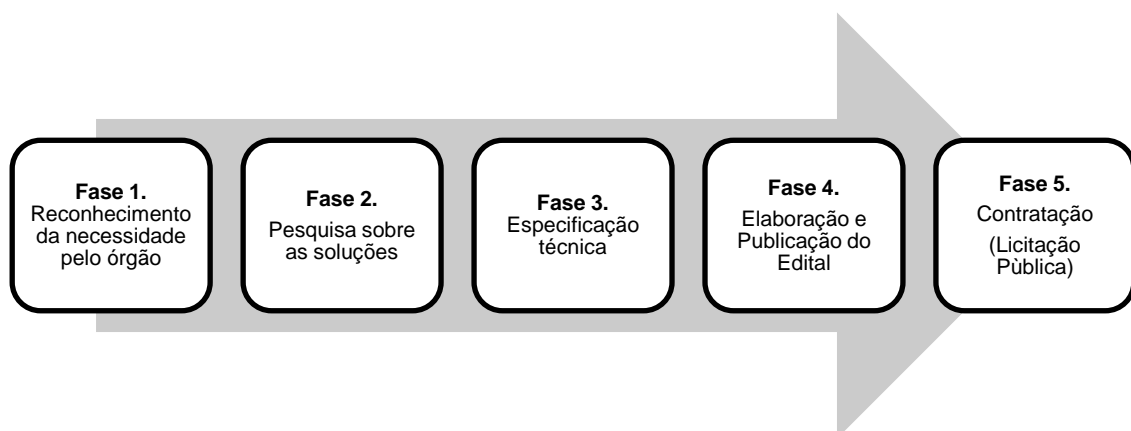 Fase 1.
Reconhecimento
da necessidade
pelo órgão
Fase 2.
Pesquisa sobre
as soluções
Fase 3.
Especificação
técnica
Fase 4.
Elaboração e
Publicação do
Edital
Fase 5.
Contratação
(Licitação
Pùblica)